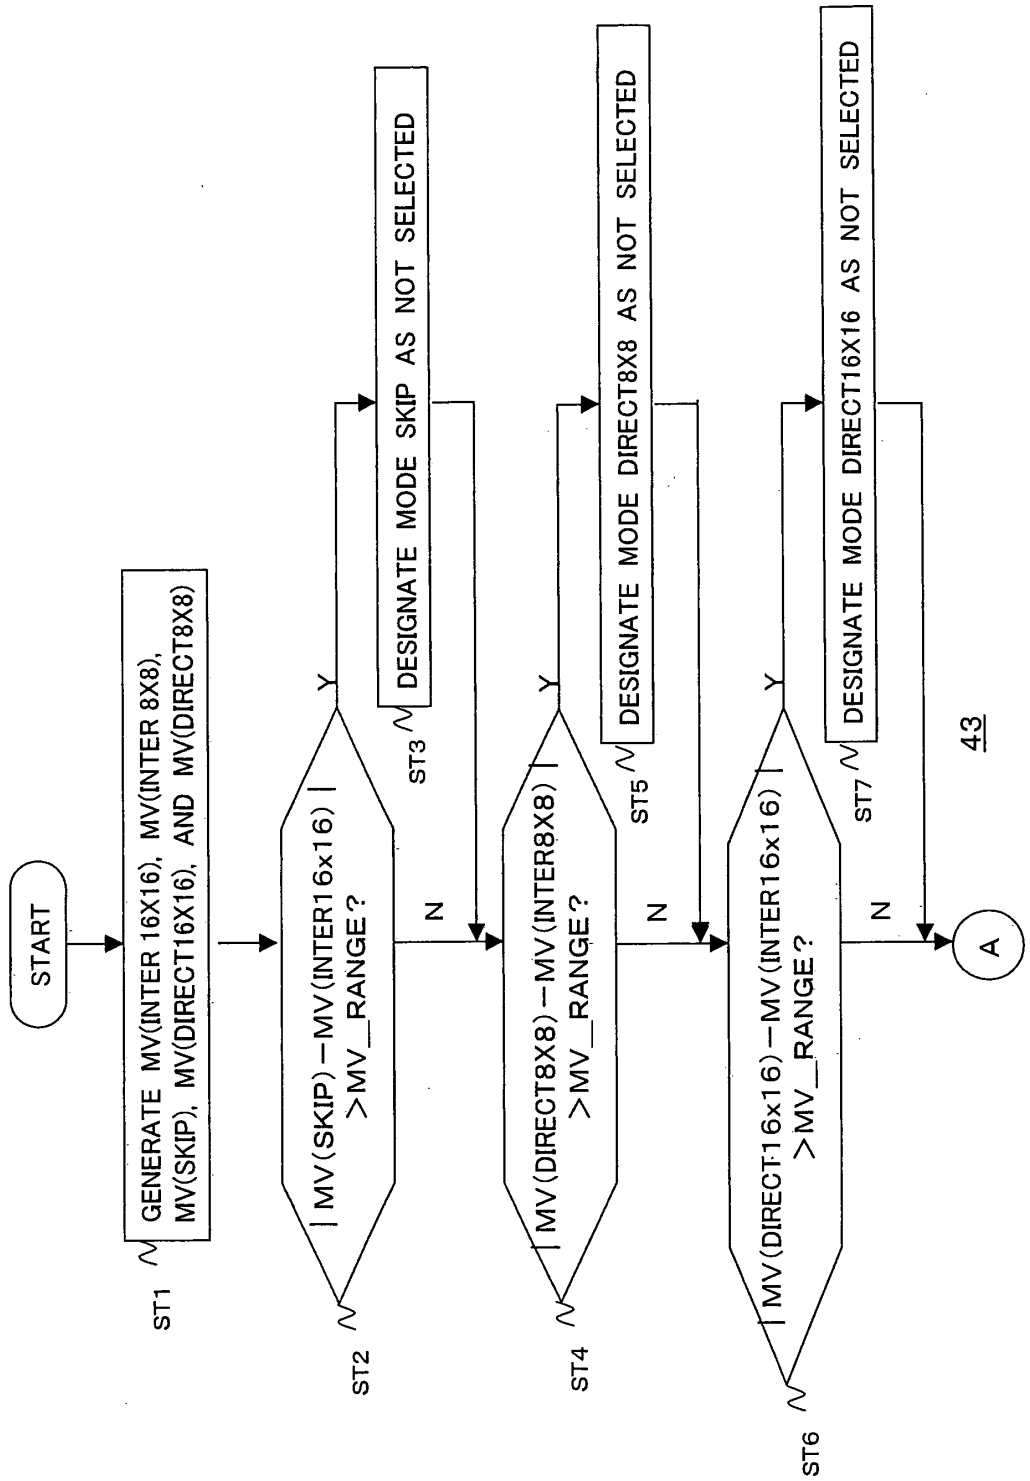 START
ST1
GENERATE MV(INTER 16X16), MV(INTER 8X8),
MV(SKIP), MV(DIRECT16X16), AND MV(DIRECT8X8)
ST2
| MV(SKIP)-MV(INTER16x16) |
>MV_RANGE?
Y
N
ST3
DESIGNATE MODE SKIP AS NOT SELECTED
ST4
| MV(DIRECT8X8)-MV(INTER8X8) |
>MV_RANGE?
Y
N
ST5
DESIGNATE MODE DIRECT8X8 AS NOT SELECTED
ST6
| MV(DIRECT16x16)-MV(INTER16x16) |
>MV_RANGE?
Y
N
ST7
DESIGNATE MODE DIRECT16X16 AS NOT SELECTED
A
43